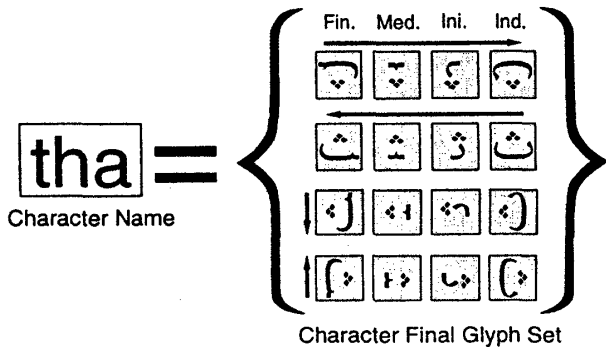 Fin. Med. Ini. Ind.
tha
=
Character Name
Character Final Glyph Set